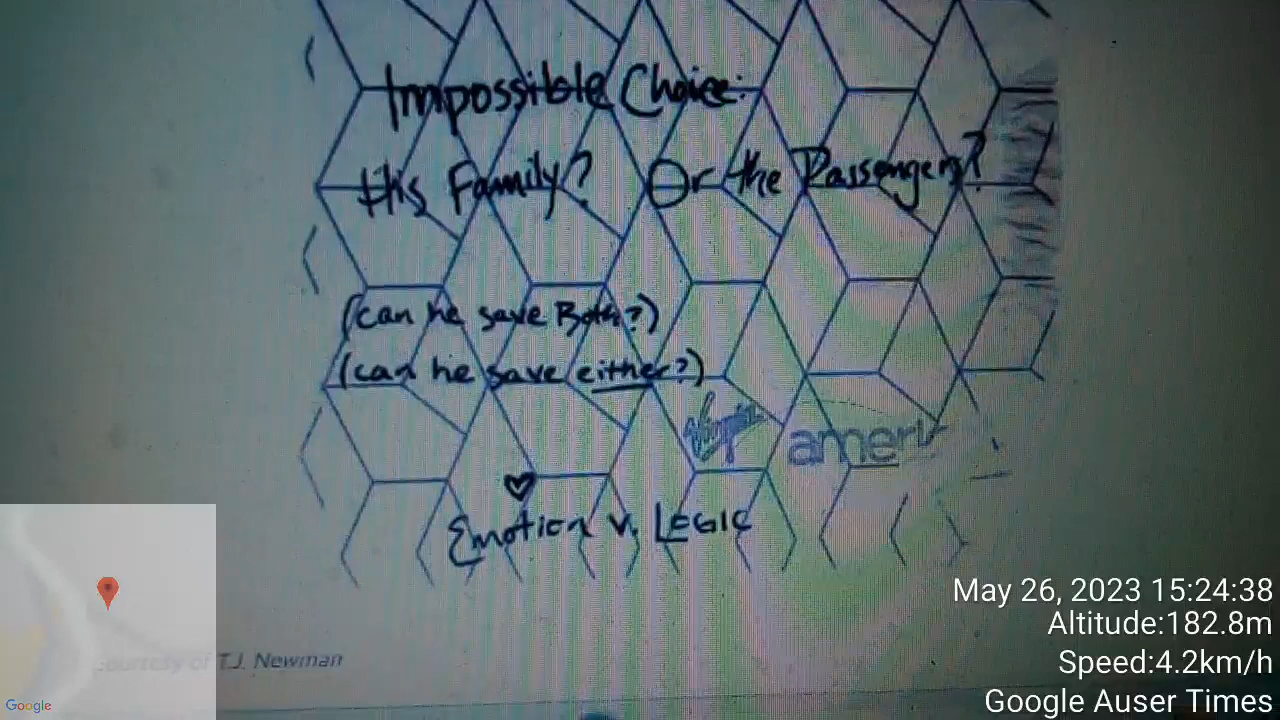 Impossible Choice:
His Family? Or the Passengers?
(can he save Both?)
(can he save either?)
Virgin america
Emotion v. LOGIC
Courtesy of T.J. Newman
May 26, 2023 15:24:38
Altitude:182.8m
Speed:4.2km/h
Google Auser Times
Google